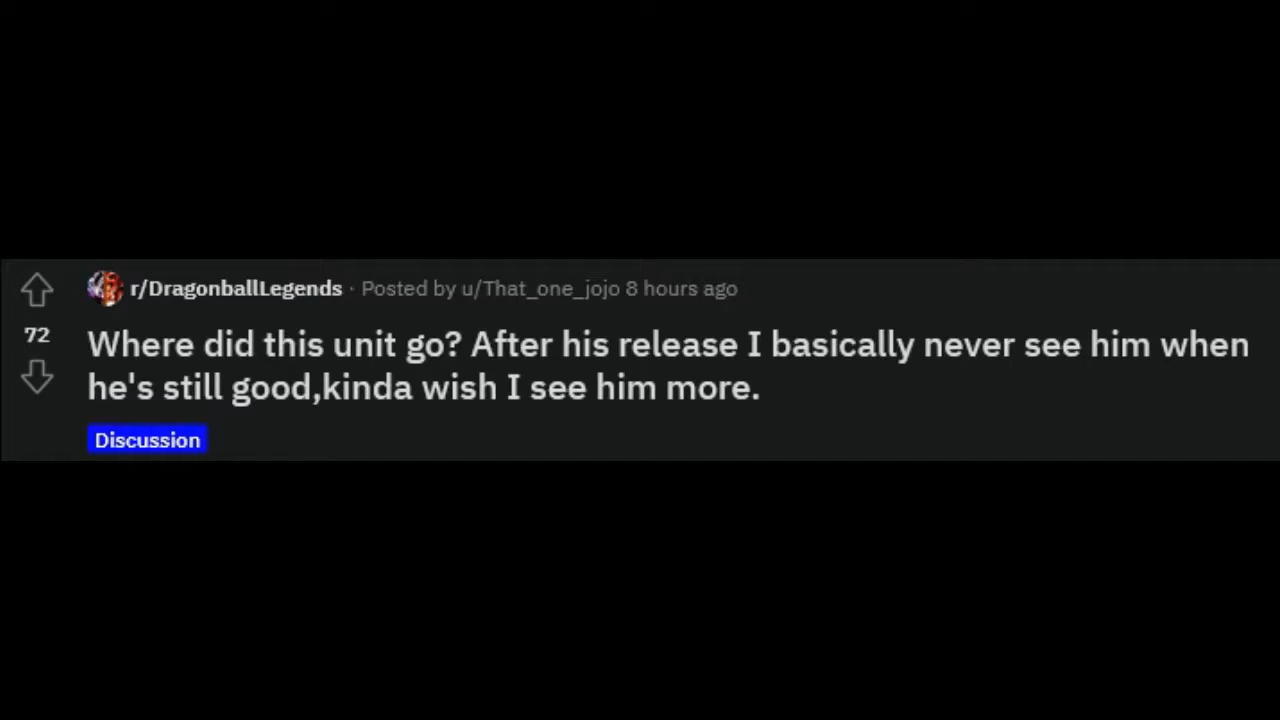 r/DragonballLegends · Posted by u/That_one_jojo 8 hours ago
72
Where did this unit go? After his release I basically never see him when
he's still good,kinda wish I see him more.
Discussion